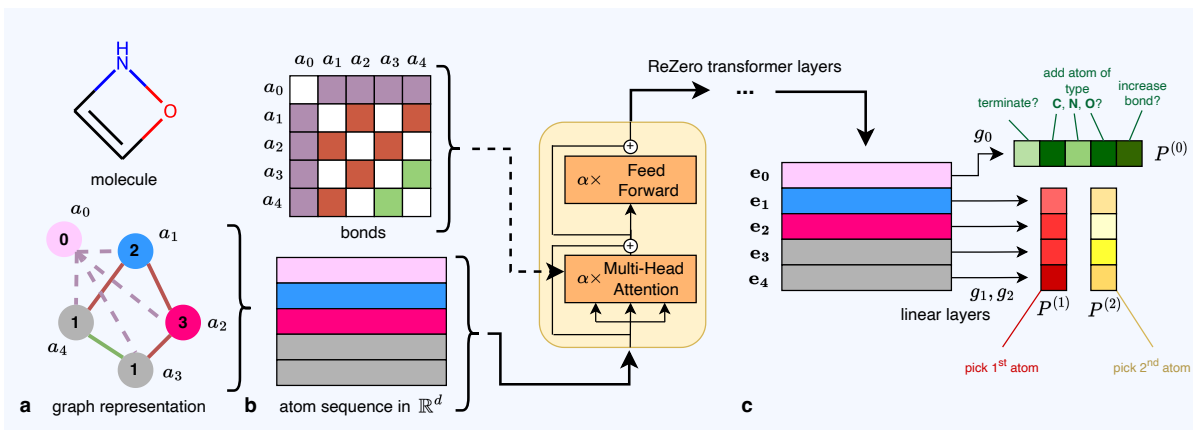 H
N
O
molecule
a₀
0
a₁
2
3
a₂
1
a₄
1
a₃
a
graph representation
a₀ a₁ a₂ a₃ a₄
a₀
a₁
a₂
a₃
a₄
bonds
b
atom sequence in ℝᵈ
ReZero transformer layers
...
+
α× Feed
Forward
+
α× Multi-Head
Attention
c
e₀
e₁
e₂
e₃
e₄
g₀
g₁, g₂
linear layers
terminate?
add atom of
type
C, N, O?
increase
bond?
P⁽⁰⁾
P⁽¹⁾
P⁽²⁾
pick 1ˢᵗ atom
pick 2ⁿᵈ atom